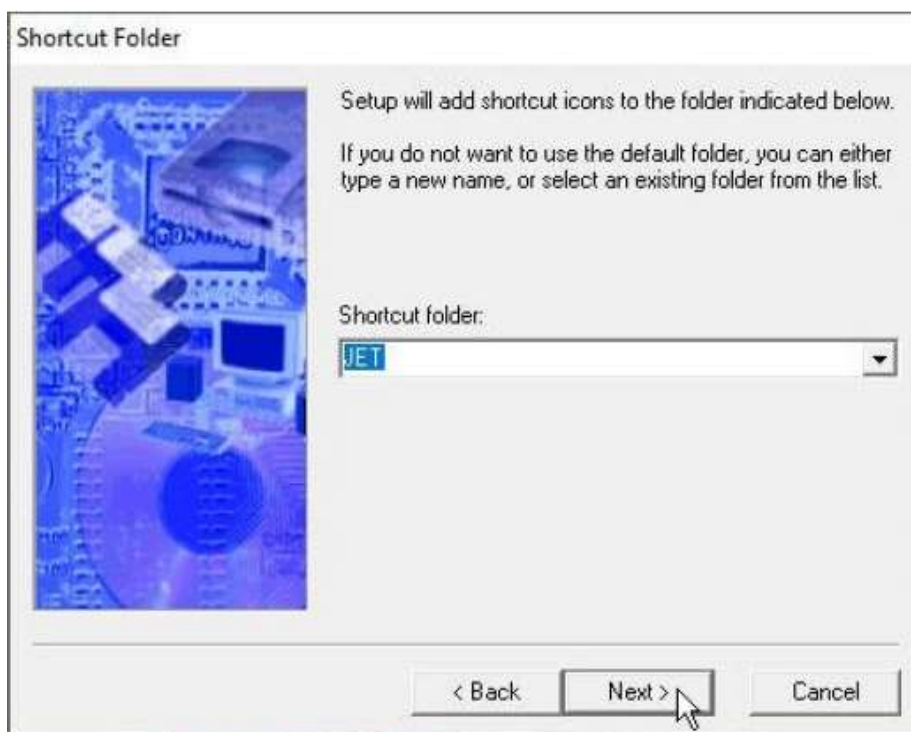 Shortcut Folder
Setup will add shortcut icons to the folder indicated below.
If you do not want to use the default folder, you can either
type a new name, or select an existing folder from the list.
Shortcut folder:
JET
< Back
Next >
Cancel